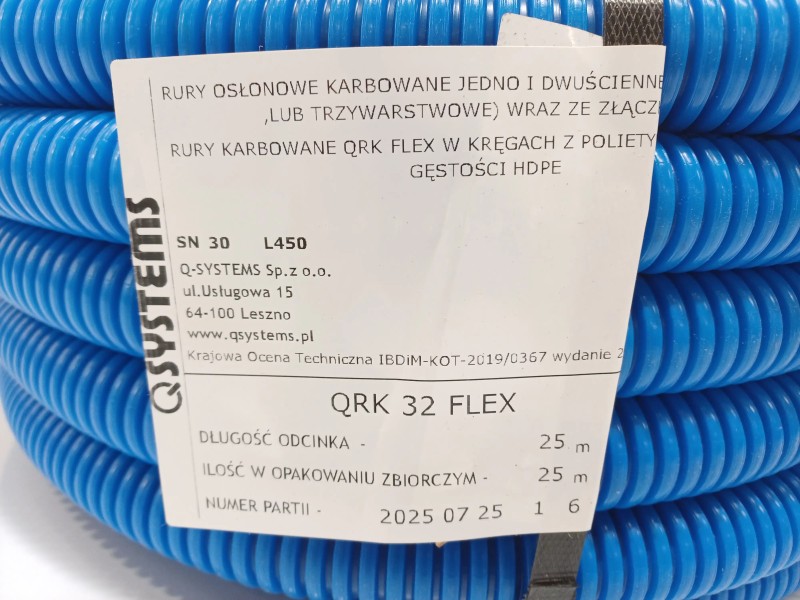 RURY OSŁONOWE KARBOWANE JEDNO I DWUŚCIENNE
,LUB TRZYWARSTWOWE) WRAZ ZE
RURY KARBOWANE QRK FLEX W KRĘGACH Z
GĘSTOŚCI HDPE
QSYSTEMS
SN 30 L450
Q-SYSTEMS Sp.z o.o.
ul.Usługowa 15
64-100 Leszno
www.qsystems.pl
Krajowa Ocena Techniczna IBDiM-KOT-2019/0367 wydanie 2
QRK 32 FLEX
DŁUGOŚĆ ODCINKA - 25 m
ILOŚĆ W OPAKOWANIU ZBIORCZYM - 25 m
NUMER PARTII - 2025 07 25 1 6